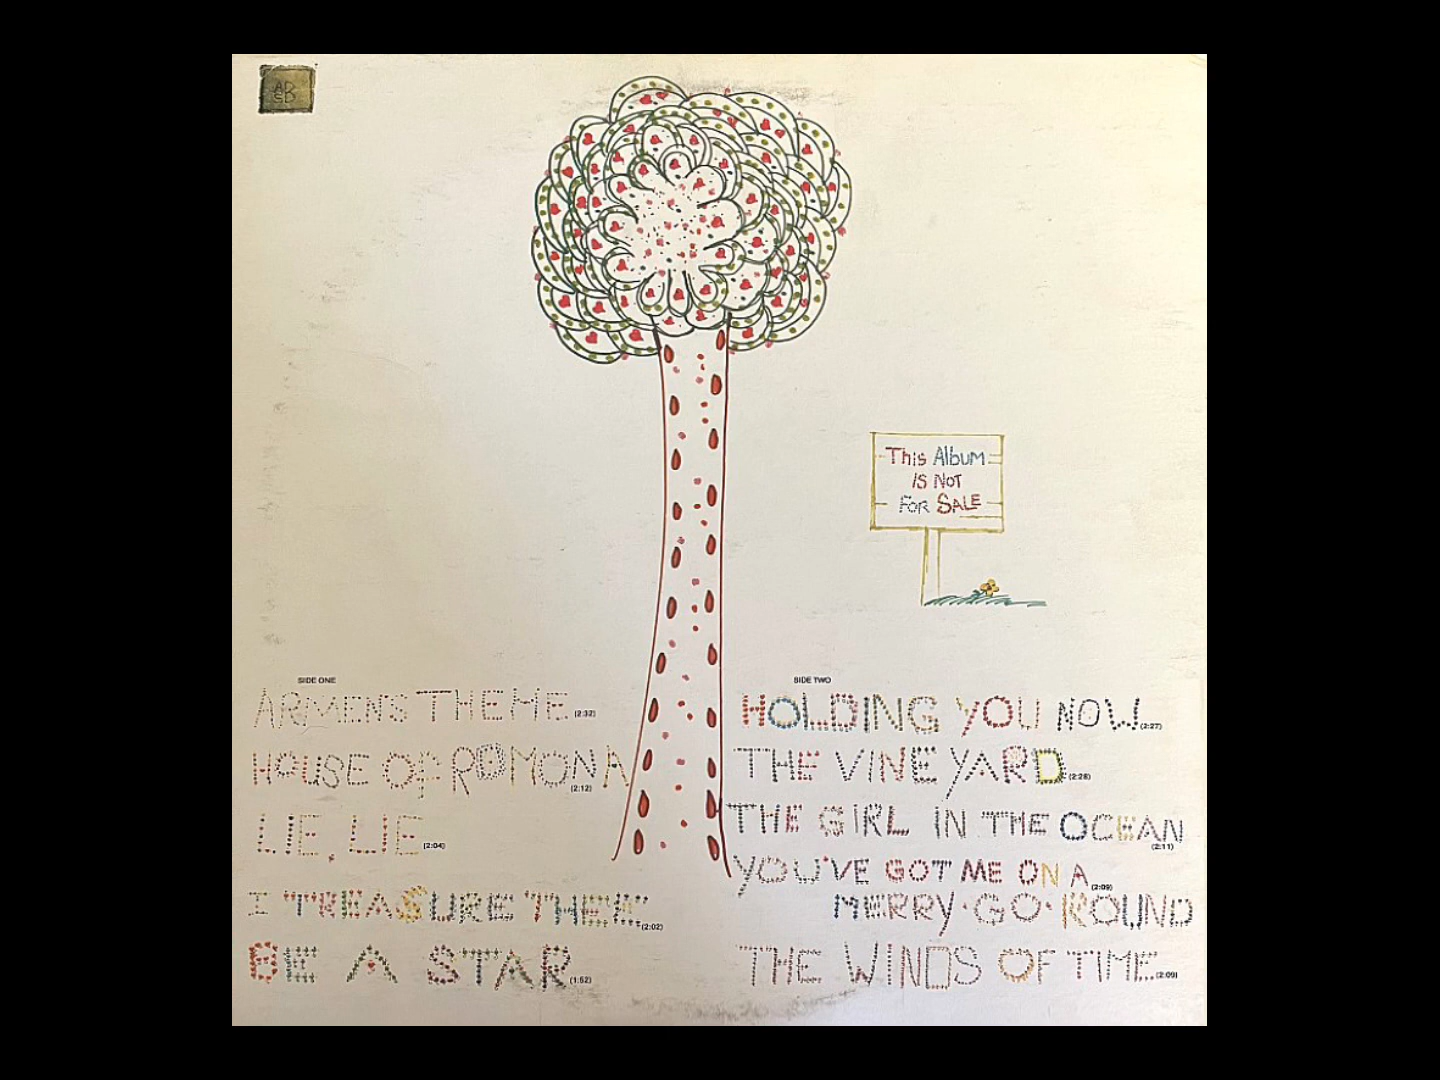 AD
SD
This Album
IS NOT
FOR SALE
SIDE ONE
ARMEN'S THEME (2:32)
HOUSE OF ROMONA (2:12)
LIE, LIE (2:04)
I TREASURE THEE (2:02)
BE A STAR (1:52)
SIDE TWO
HOLDING YOU NOW (2:27)
THE VINEYARD (2:28)
THE GIRL IN THE OCEAN (2:11)
YOU'VE GOT ME ON A (2:09)
MERRY·GO·ROUND
THE WINDS OF TIME (2:09)